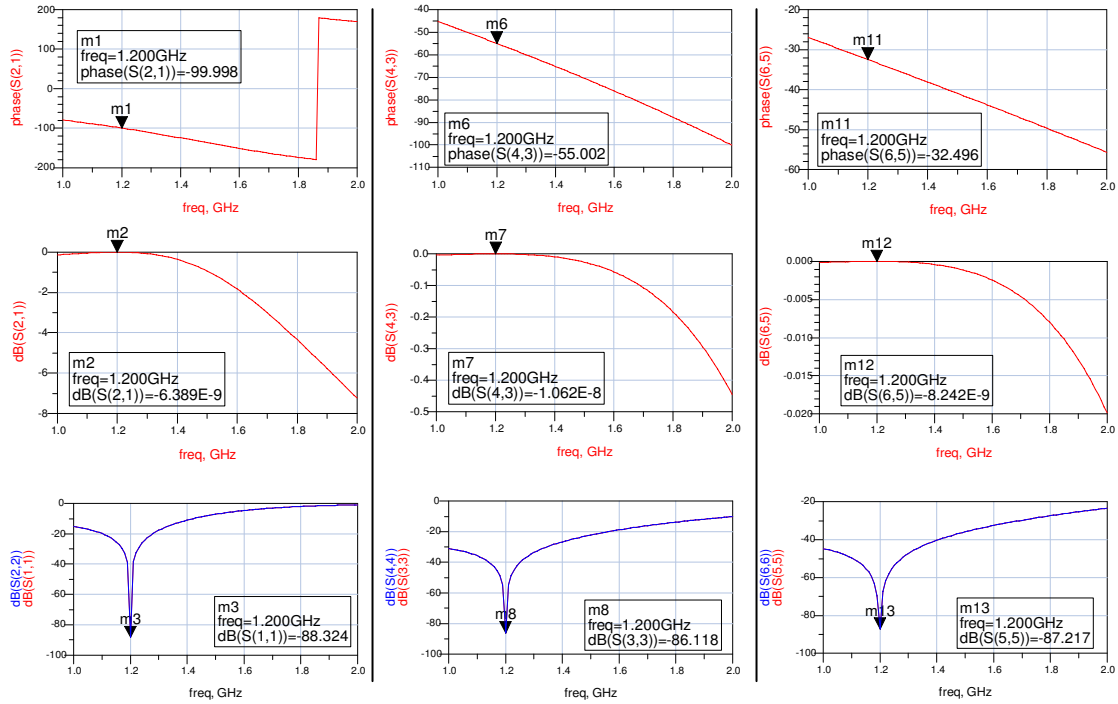 phase(S(2,1))
200
100
0
-100
-200
m1
freq=1.200GHz
phase(S(2,1))=-99.998
m1
1.0 1.2 1.4 1.6 1.8 2.0
freq, GHz
phase(S(4,3))
-40
-50
-60
-70
-80
-90
-100
-110
m6
m6
freq=1.200GHz
phase(S(4,3))=-55.002
1.0 1.2 1.4 1.6 1.8 2.0
freq, GHz
phase(S(6,5))
-20
-30
-40
-50
-60
m11
m11
freq=1.200GHz
phase(S(6,5))=-32.496
1.0 1.2 1.4 1.6 1.8 2.0
freq, GHz
dB(S(2,1))
0
-2
-4
-6
-8
m2
m2
freq=1.200GHz
dB(S(2,1))=-6.389E-9
1.0 1.2 1.4 1.6 1.8 2.0
freq, GHz
dB(S(4,3))
0.0
-0.1
-0.2
-0.3
-0.4
-0.5
m7
m7
freq=1.200GHz
dB(S(4,3))=-1.062E-8
1.0 1.2 1.4 1.6 1.8 2.0
freq, GHz
dB(S(6,5))
0.000
-0.005
-0.010
-0.015
-0.020
m12
m12
freq=1.200GHz
dB(S(6,5))=-8.242E-9
1.0 1.2 1.4 1.6 1.8 2.0
freq, GHz
dB(S(2,2))
dB(S(1,1))
0
-20
-40
-60
-80
-100
m3
m3
freq=1.200GHz
dB(S(1,1))=-88.324
1.0 1.2 1.4 1.6 1.8 2.0
freq, GHz
dB(S(4,4))
dB(S(3,3))
0
-20
-40
-60
-80
-100
m8
m8
freq=1.200GHz
dB(S(3,3))=-86.118
1.0 1.2 1.4 1.6 1.8 2.0
freq, GHz
dB(S(6,6))
dB(S(5,5))
-20
-40
-60
-80
-100
m13
m13
freq=1.200GHz
dB(S(5,5))=-87.217
1.0 1.2 1.4 1.6 1.8 2.0
freq, GHz